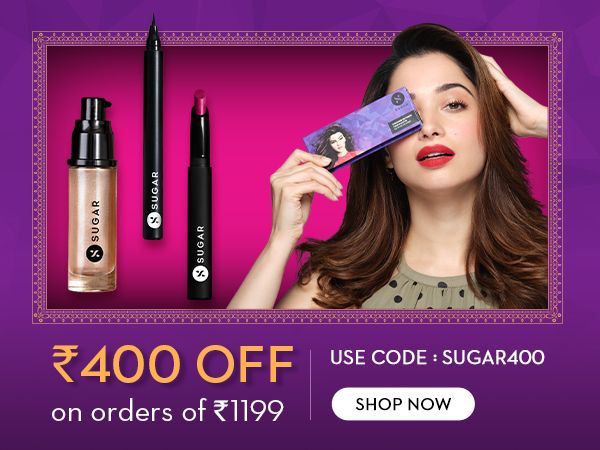 SUGAR
SUGAR
SUGAR
₹400 OFF
on orders of ₹1199
USE CODE : SUGAR400
SHOP NOW